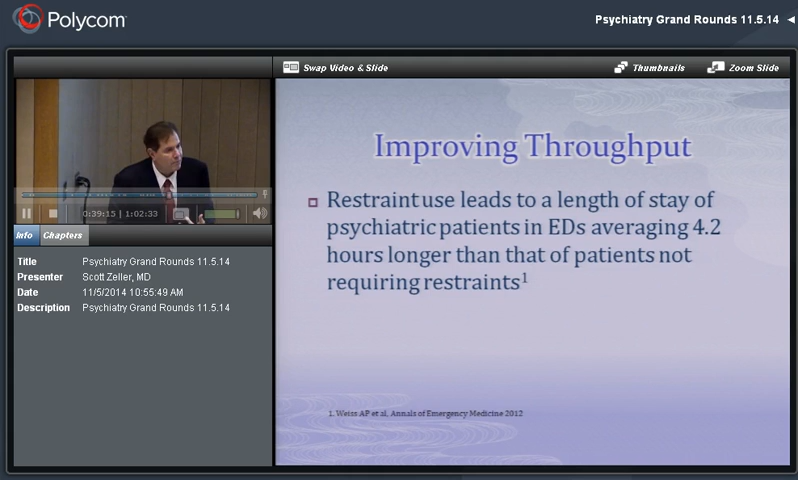 Polycom
Psychiatry Grand Rounds 11.5.14
Swap Video & Slide
Thumbnails
Zoom Slide
0:39:15 | 1:02:33
Info
Chapters
Title Psychiatry Grand Rounds 11.5.14
Presenter Scott Zeller, MD
Date 11/5/2014 10:55:49 AM
Description Psychiatry Grand Rounds 11.5.14
Improving Throughput
Restraint use leads to a length of stay of
psychiatric patients in EDs averaging 4.2
hours longer than that of patients not
requiring restraints1
1. Weiss AP et al, Annals of Emergency Medicine 2012